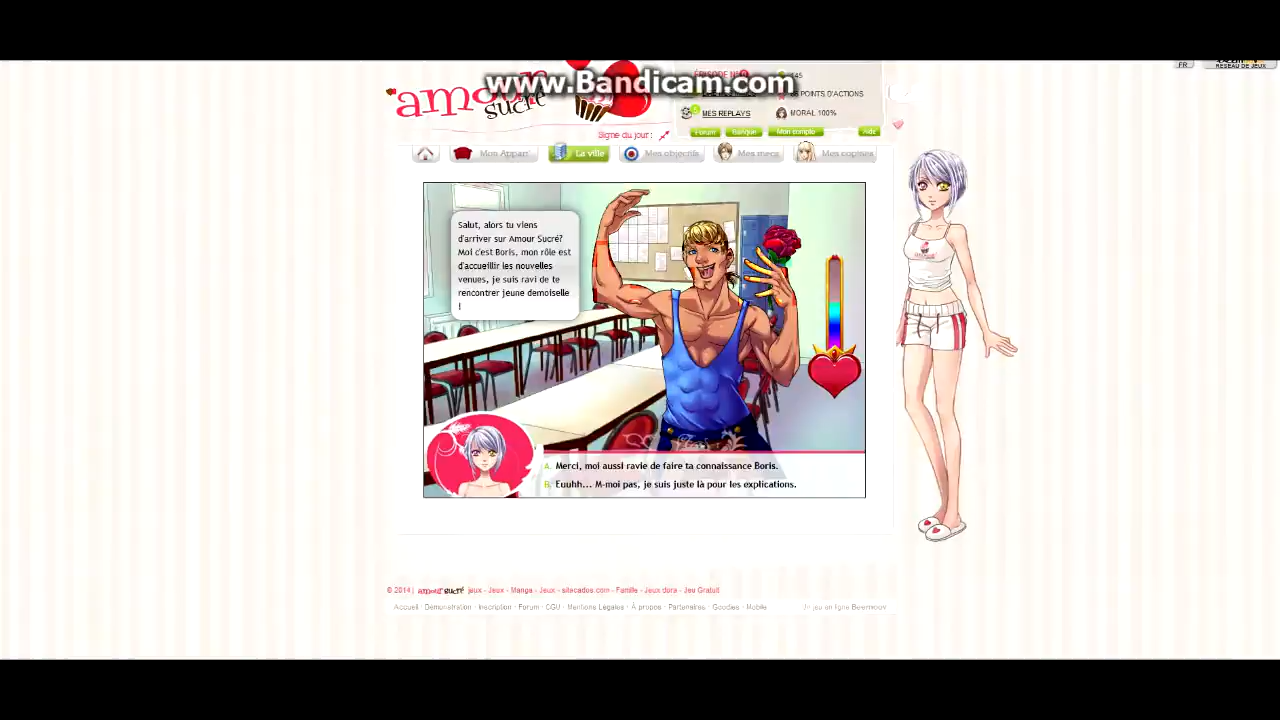 www.Bandicam.com
amour
sucré
FR
RÉSEAU DE JEUX
POINTS D'ACTIONS
MES REPLAYS
MORAL 100%
Signe du jour :
Forum
Banque
Mon compte
Aide
Mon Appart'
La ville
Mes objectifs
Mes mecs
Mes copines
Salut, alors tu viens
d'arriver sur Amour Sucré?
Moi c'est Boris, mon rôle est
d'accueillir les nouvelles
venues, je suis ravi de te
rencontrer jeune demoiselle
!
A. Merci, moi aussi ravie de faire ta connaissance Boris.
B. Euuhh... M-moi pas, je suis juste là pour les explications.
© 2014 | amour sucré jeux - Jeux - Manga - Jeux - sitacados.com - Famille - Jeux dora - Jeu Gratuit
Accueil - Démonstration - Inscription - Forum - CGU - Mentions Légales - À propos - Partenaires - Goodies - Mobile
Un jeu en ligne Beemoov